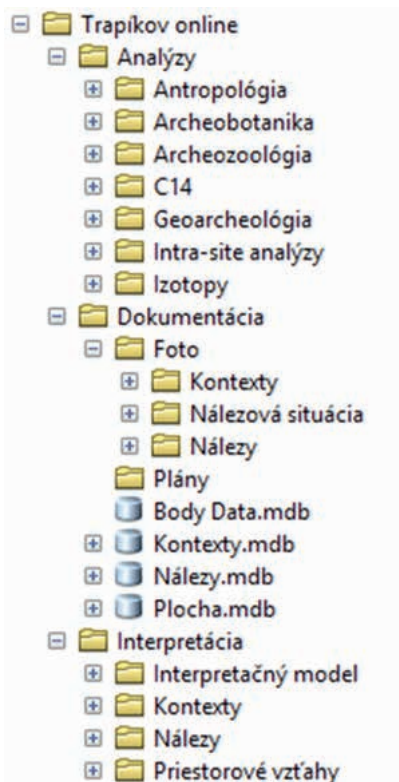 Trapíkov online
Analýzy
Antropológia
Archeobotanika
Archeozoológia
C14
Geoarcheológia
Intra-site analýzy
Izotopy
Dokumentácia
Foto
Kontexty
Nálezová situácia
Nálezy
Plány
Body Data.mdb
Kontexty.mdb
Nálezy.mdb
Plocha.mdb
Interpretácia
Interpretačný model
Kontexty
Nálezy
Priestorové vzťahy